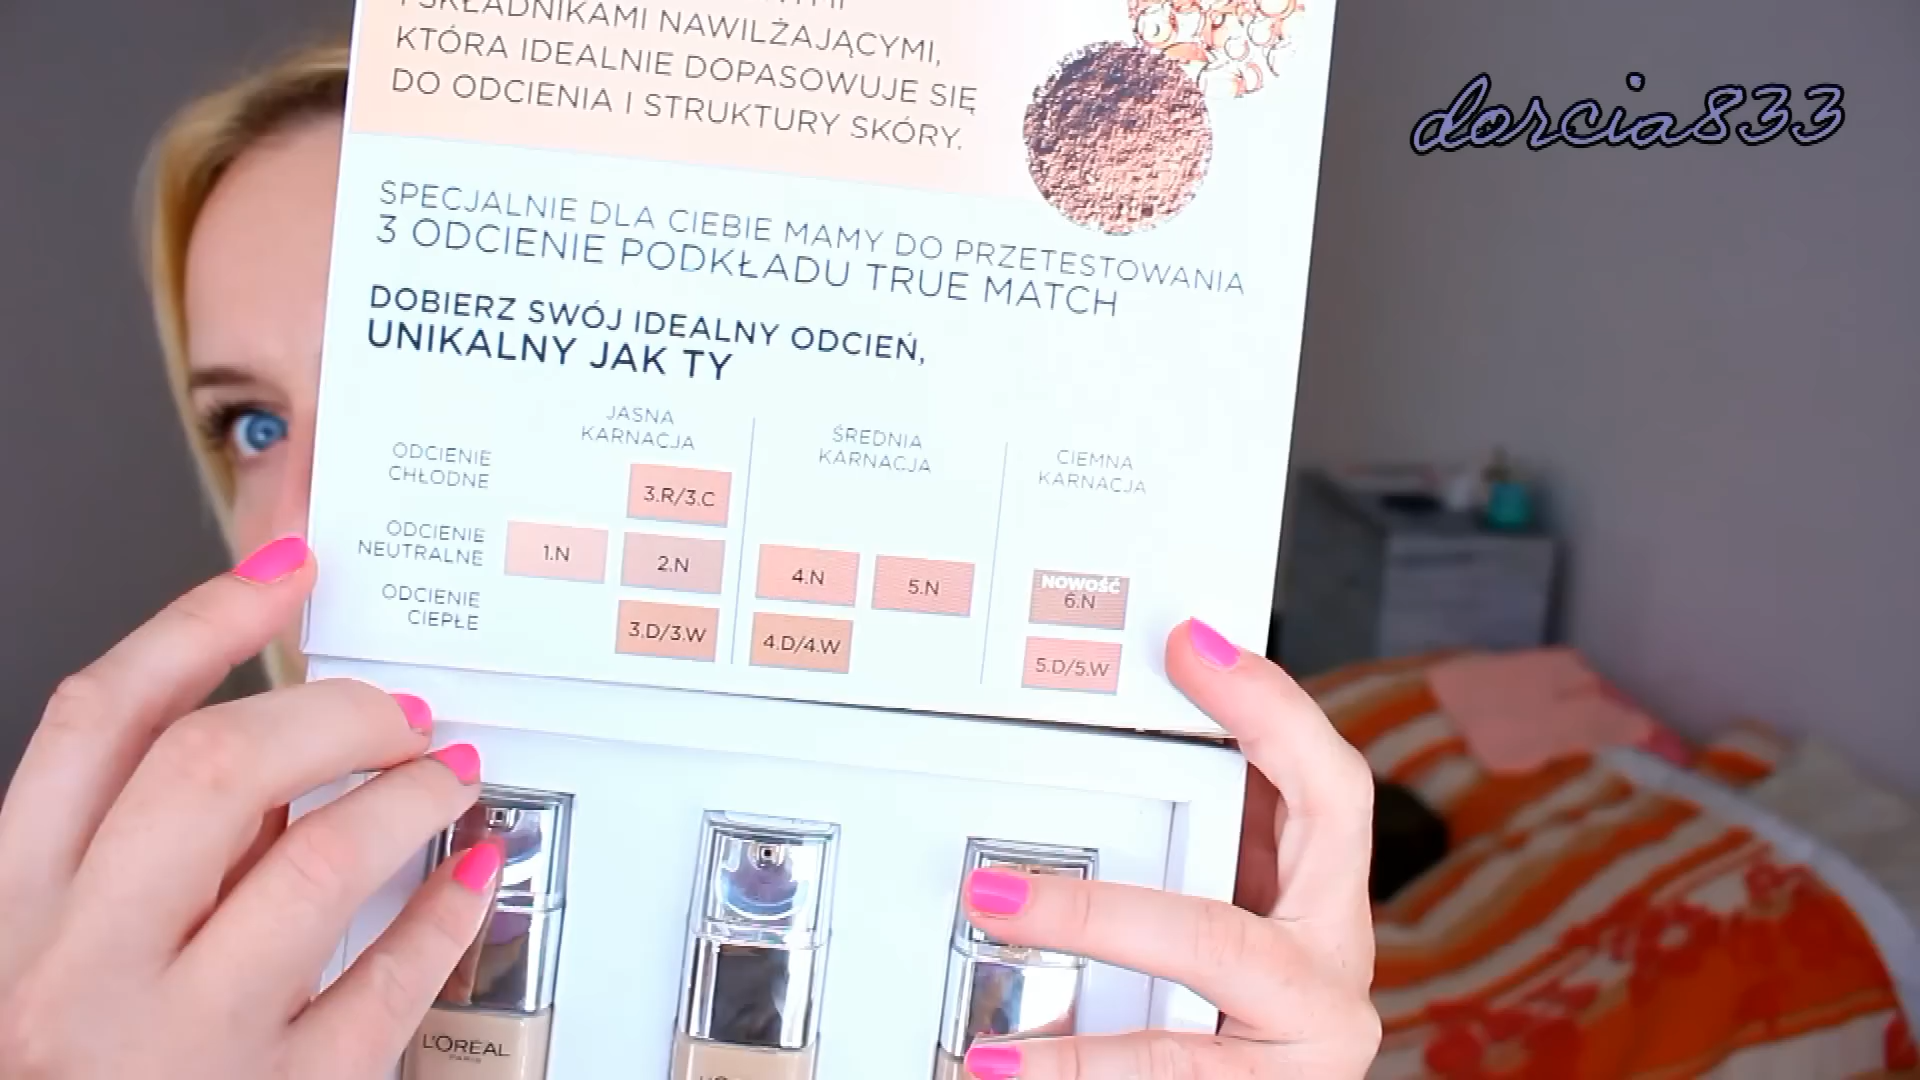 SKŁADNIKAMI NAWILŻAJĄCYMI,
KTÓRA IDEALNIE DOPASOWUJE SIĘ
DO ODCIENIA I STRUKTURY SKÓRY.
dorcia833
SPECJALNIE DLA CIEBIE MAMY DO PRZETESTOWANIA
3 ODCIENIE PODKŁADU TRUE MATCH
DOBIERZ SWÓJ IDEALNY ODCIEŃ,
UNIKALNY JAK TY
JASNA
KARNACJA
ŚREDNIA
KARNACJA
CIEMNA
KARNACJA
ODCIENIE
CHŁODNE
3.R/3.C
ODCIENIE
NEUTRALNE
1.N
2.N
4.N
5.N
NOWOŚĆ
6.N
ODCIENIE
CIEPŁE
3.D/3.W
4.D/4.W
5.D/5.W
L'ORÉAL
PARIS